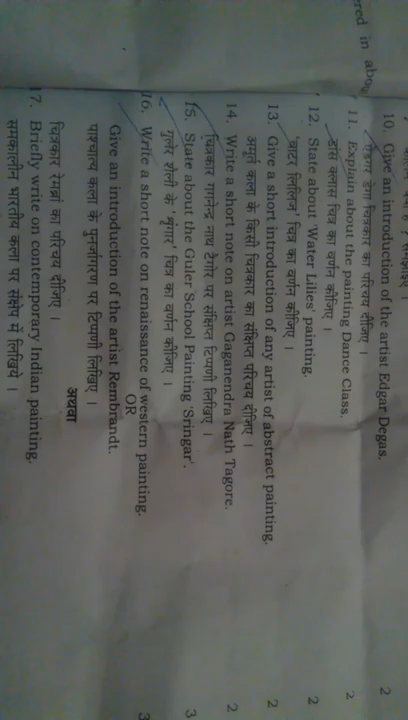 ered in abou
10. Give an introduction of the artist Edgar Degas. 2
एडगर डेगा चित्रकार का परिचय दीजिए ।
11. Explain about the painting Dance Class. 2
डांस क्लास चित्र का वर्णन कीजिए ।
12. State about 'Water Lilies' painting. 2
'वाटर लिलिज' चित्र का वर्णन कीजिए ।
13. Give a short introduction of any artist of abstract painting. 2
अमूर्त कला के किसी चित्रकार का संक्षिप्त परिचय दीजिए ।
14. Write a short note on artist Gaganendra Nath Tagore. 2
चित्रकार गगनेन्द्र नाथ टैगोर पर संक्षिप्त टिप्पणी लिखिए ।
15. State about the Guler School Painting 'Sringar'. 3
गुलेर शैली के 'शृंगार' चित्र का वर्णन कीजिए ।
16. Write a short note on renaissance of western painting. 3
OR
Give an introduction of the artist Rembrandt.
पाश्चात्य कला के पुनर्जागरण पर टिप्पणी लिखिए ।
अथवा
चित्रकार रेम्ब्रां का परिचय दीजिए ।
17. Briefly write on contemporary Indian painting.
समकालीन भारतीय कला पर संक्षेप में लिखिये ।